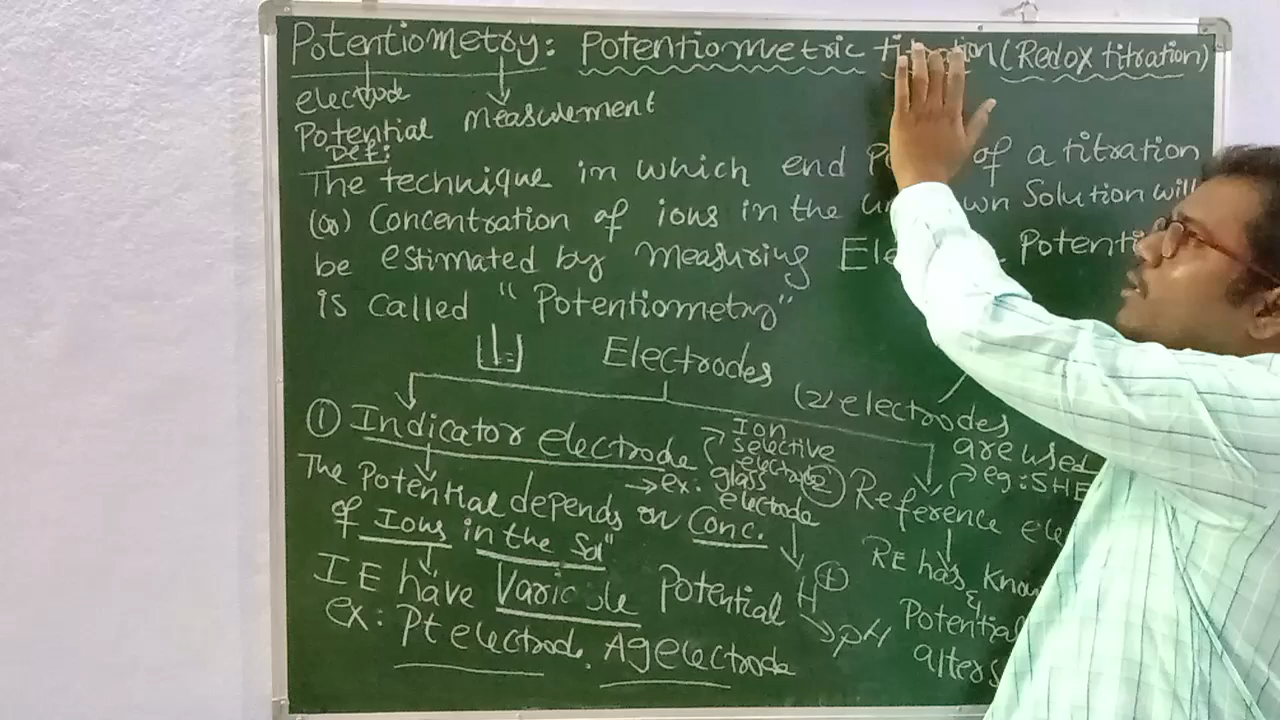 Potentiometry: Potentiometric titration (Redox titration)
electrode
Potential measurement
Def:
The technique in which end of a titration
(or) Concentration of ions in the Solution will
be estimated by measuring
is called "Potentiometry"
Electrodes
(2) electrodes
are used
① Indicator electrode
Ion
selective
electrode
→ex: glass
electrode
H⊕
→pH
The Potential depends on Conc.
of Ions in the Solⁿ
IE have Potential
ex: Pt electrode, Ag electrode
② Reference
eg: SHE
RE has
&
Potential
alters